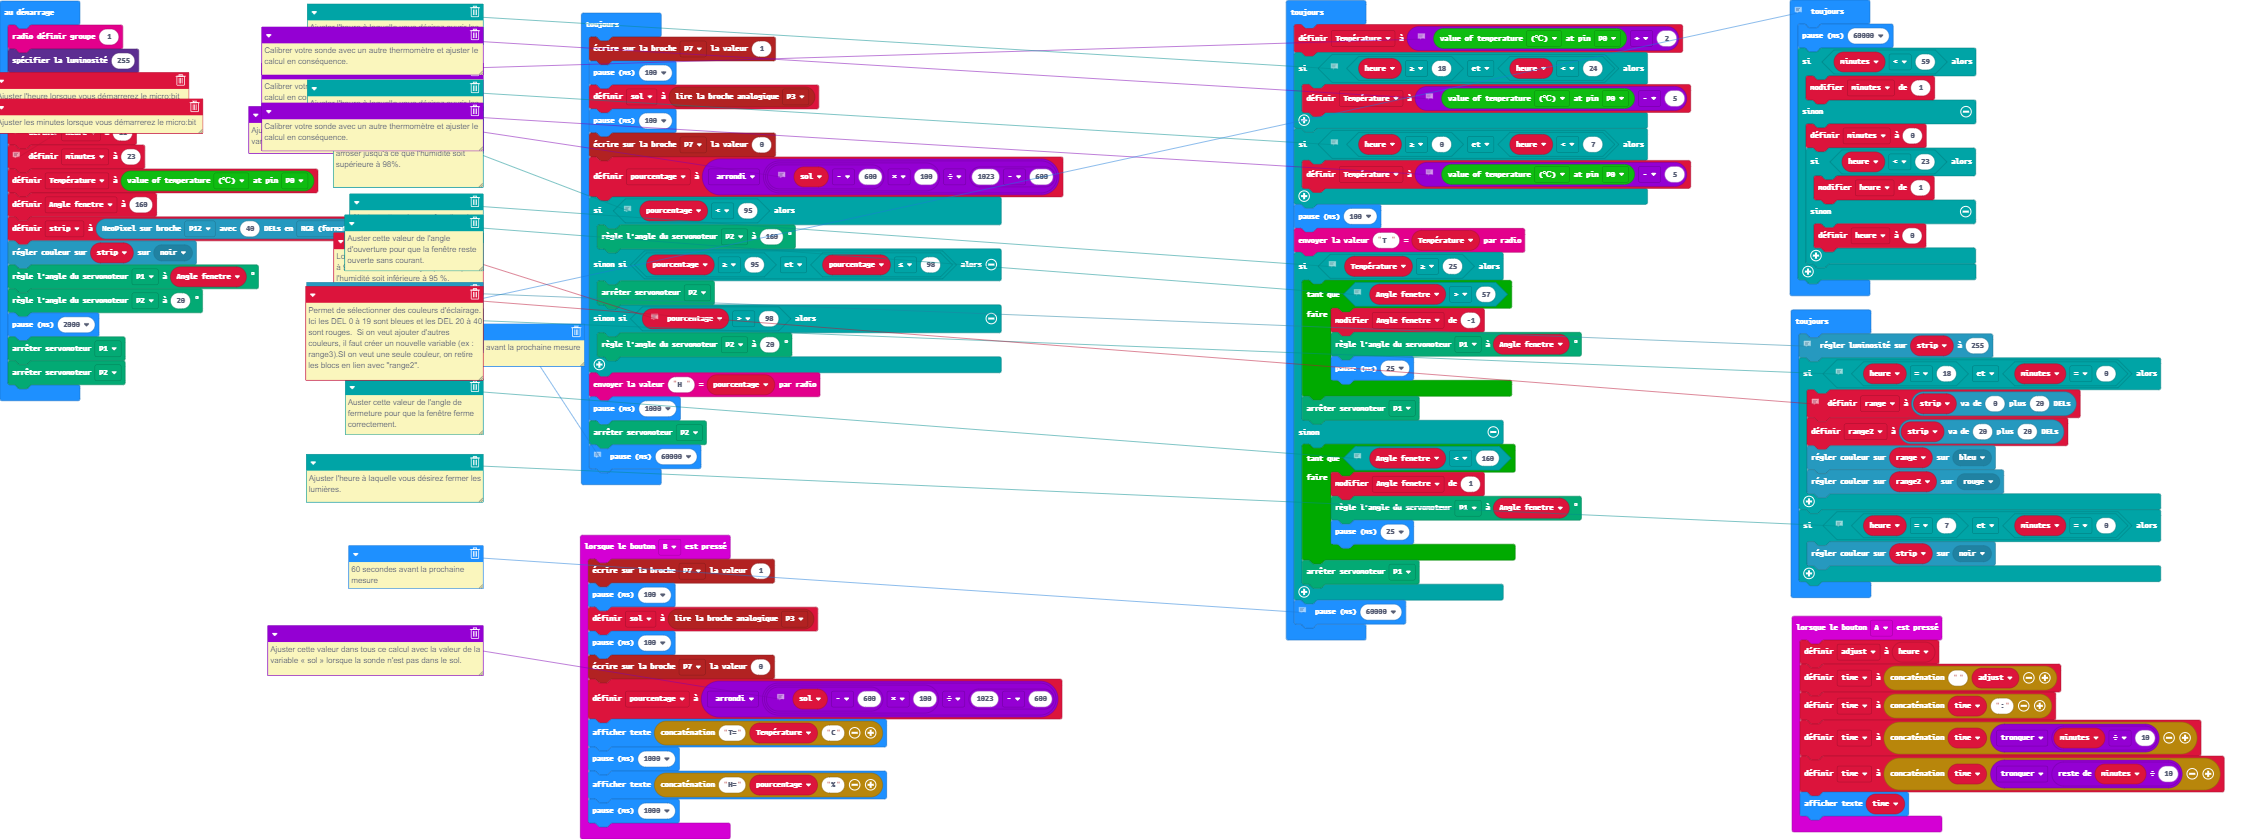 au démarrage
radio définir groupe 1
spécifier la luminosité 255
Ajuster l'heure lorsque vous démarrerez le micro:bit
Ajuster les minutes lorsque vous démarrerez le micro:bit
définir minutes à 23
définir Température à value of temperature (°C) at pin P0
définir Angle fenetre à 160
définir strip à NeoPixel sur broche P12 avec 40 DELs en RGB (format
régler couleur sur strip sur noir
règle l'angle du servomoteur P1 à Angle fenetre °
règle l'angle du servomoteur P2 à 20 °
pause (ms) 2000
arrêter servomoteur P1
arrêter servomoteur P2
Calibrer votre sonde avec un autre thermomètre et ajuster le
calcul en conséquence.
Calibrer votr
calcul en co
Calibrer votre sonde avec un autre thermomètre et ajuster le
calcul en conséquence.
arroser jusqu'à ce que l'humidité soit
supérieure à 98%.
Auster cette valeur de l'angle
d'ouverture pour que la fenêtre reste
ouverte sans courant.
l'humidité soit inférieure à 95 %.
Permet de sélectionner des couleurs d'éclairage.
Ici les DEL 0 à 19 sont bleues et les DEL 20 à 40
sont rouges. Si on veut ajouter d'autres
couleurs, il faut créer un nouvelle variable (ex :
range3).SI on veut une seule couleur, on retire
les blocs en lien avec "range2".
avant la prochaine mesure
Auster cette valeur de l'angle de
fermeture pour que la fenêtre ferme
correctement.
Ajuster l'heure à laquelle vous désirez fermer les
lumières.
60 secondes avant la prochaine
mesure
Ajuster cette valeur dans tous ce calcul avec la valeur de la
variable « sol » lorsque la sonde n'est pas dans le sol.
toujours
écrire sur la broche P7 la valeur 1
pause (ms) 100
définir sol à lire la broche analogique P3
pause (ms) 100
écrire sur la broche P7 la valeur 0
définir pourcentage à arrondi sol - 600 × 100 ÷ 1023 - 600
si pourcentage < 95 alors
règle l'angle du servomoteur P2 à 160 °
sinon si pourcentage ≥ 95 et pourcentage ≤ 98 alors
arrêter servomoteur P2
sinon si pourcentage > 98 alors
règle l'angle du servomoteur P2 à 20 °
envoyer la valeur "H" = pourcentage par radio
pause (ms) 1000
arrêter servomoteur P2
pause (ms) 60000
lorsque le bouton B est pressé
écrire sur la broche P7 la valeur 1
pause (ms) 100
définir sol à lire la broche analogique P3
pause (ms) 100
écrire sur la broche P7 la valeur 0
définir pourcentage à arrondi sol - 600 × 100 ÷ 1023 - 600
afficher texte concaténation "T=" Température "C"
pause (ms) 1000
afficher texte concaténation "H=" pourcentage "%"
pause (ms) 1000
toujours
définir Température à value of temperature (°C) at pin P0 ÷ 2
si heure ≥ 18 et heure < 24 alors
définir Température à value of temperature (°C) at pin P0 - 5
si heure ≥ 0 et heure < 7 alors
définir Température à value of temperature (°C) at pin P0 - 5
pause (ms) 100
envoyer la valeur "T" = Température par radio
si Température ≥ 25 alors
tant que Angle fenetre > 57
faire modifier Angle fenetre de -1
règle l'angle du servomoteur P1 à Angle fenetre °
pause (ms) 25
arrêter servomoteur P1
sinon
tant que Angle fenetre < 160
faire modifier Angle fenetre de 1
règle l'angle du servomoteur P1 à Angle fenetre °
pause (ms) 25
arrêter servomoteur P1
pause (ms) 60000
toujours
pause (ms) 60000
si minutes < 59 alors
modifier minutes de 1
sinon
définir minutes à 0
si heure < 23 alors
modifier heure de 1
sinon
définir heure à 0
toujours
régler luminosité sur strip à 255
si heure = 18 et minutes = 0 alors
définir range à strip va de 0 plus 20 DELs
définir range2 à strip va de 20 plus 20 DELs
régler couleur sur range sur bleu
régler couleur sur range2 sur rouge
si heure = 7 et minutes = 0 alors
régler couleur sur strip sur noir
lorsque le bouton A est pressé
définir adjust à heure
définir time à concaténation "" adjust
définir time à concaténation time ":"
définir time à concaténation time tronquer minutes ÷ 10
définir time à concaténation time tronquer reste de minutes ÷ 10
afficher texte time